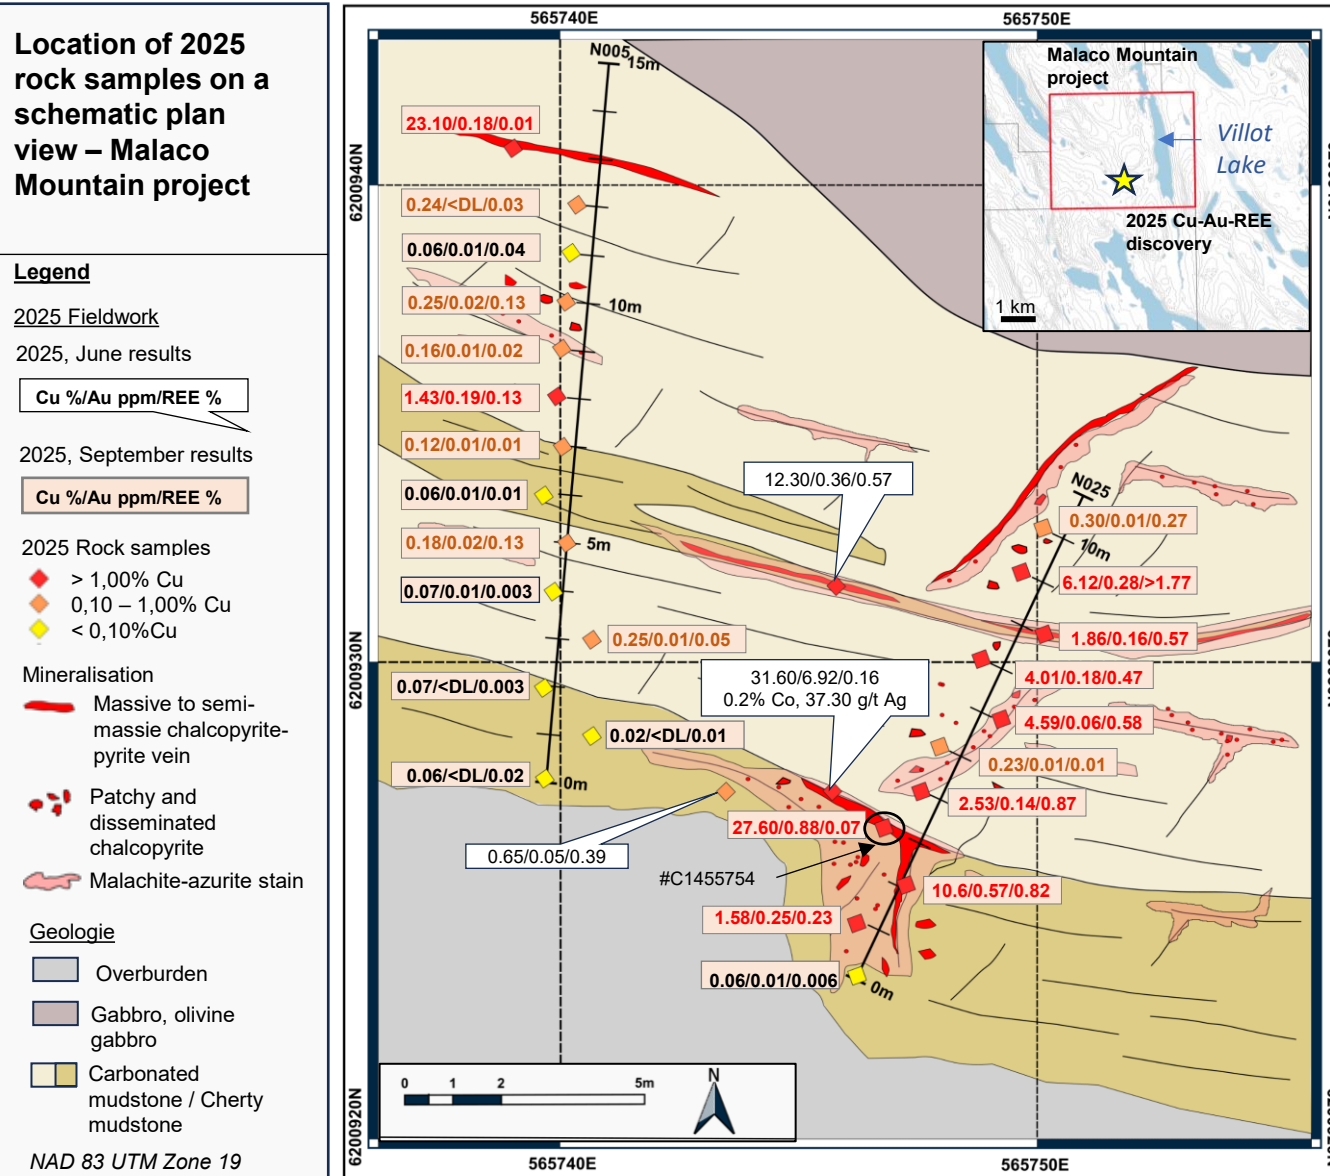 Location of 2025
rock samples on a
schematic plan
view – Malaco
Mountain project
Legend
2025 Fieldwork
2025, June results
Cu %/Au ppm/REE %
2025, September results
Cu %/Au ppm/REE %
2025 Rock samples
> 1,00% Cu
0,10 – 1,00% Cu
< 0,10%Cu
Mineralisation
Massive to semi-
massie chalcopyrite-
pyrite vein
Patchy and
disseminated
chalcopyrite
Malachite-azurite stain
Geologie
Overburden
Gabbro, olivine
gabbro
Carbonated
mudstone / Cherty
mudstone
NAD 83 UTM Zone 19
565740E
565750E
6200940N
6200930N
6200920N
N005
15m
23.10/0.18/0.01
0.24/<DL/0.03
0.06/0.01/0.04
0.25/0.02/0.13
10m
0.16/0.01/0.02
1.43/0.19/0.13
0.12/0.01/0.01
0.06/0.01/0.01
0.18/0.02/0.13
5m
0.07/0.01/0.003
0.25/0.01/0.05
0.07/<DL/0.003
0.02/<DL/0.01
0.06/<DL/0.02
0m
Malaco Mountain
project
Villot
Lake
2025 Cu-Au-REE
discovery
1 km
12.30/0.36/0.57
N025
0.30/0.01/0.27
10m
6.12/0.28/>1.77
1.86/0.16/0.57
4.01/0.18/0.47
31.60/6.92/0.16
0.2% Co, 37.30 g/t Ag
4.59/0.06/0.58
0.23/0.01/0.01
2.53/0.14/0.87
27.60/0.88/0.07
0.65/0.05/0.39
#C1455754
10.6/0.57/0.82
1.58/0.25/0.23
0.06/0.01/0.006
0m
0 1 2 5m
N
565740E
565750E